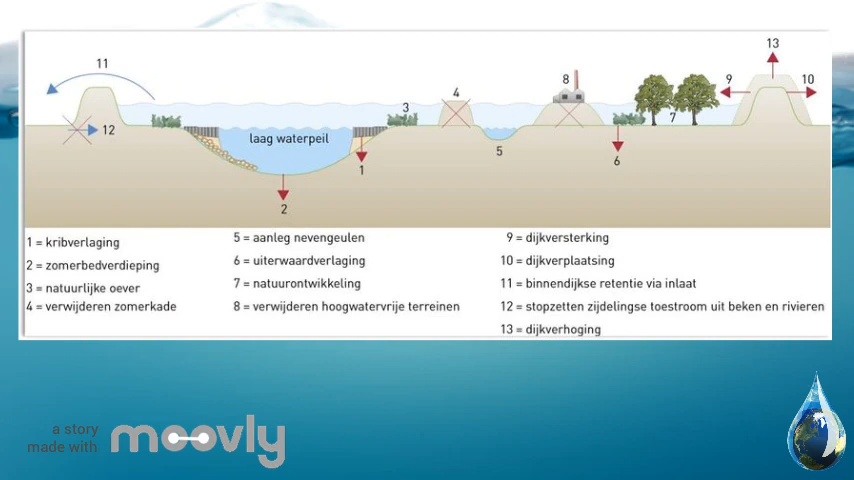 13
11
9
10
8
4
3
7
12
laag waterpeil
5
6
1
2
1 = kribverlaging
2 = zomerbedverdieping
3 = natuurlijke oever
4 = verwijderen zomerkade
5 = aanleg nevengeulen
6 = uiterwaardverlaging
7 = natuurontwikkeling
8 = verwijderen hoogwatervrije terreinen
9 = dijkversterking
10 = dijkverplaatsing
11 = binnendijkse retentie via inlaat
12 = stopzetten zijdelingse toestroom uit beken en rivieren
13 = dijkverhoging
a story
made with
moovly